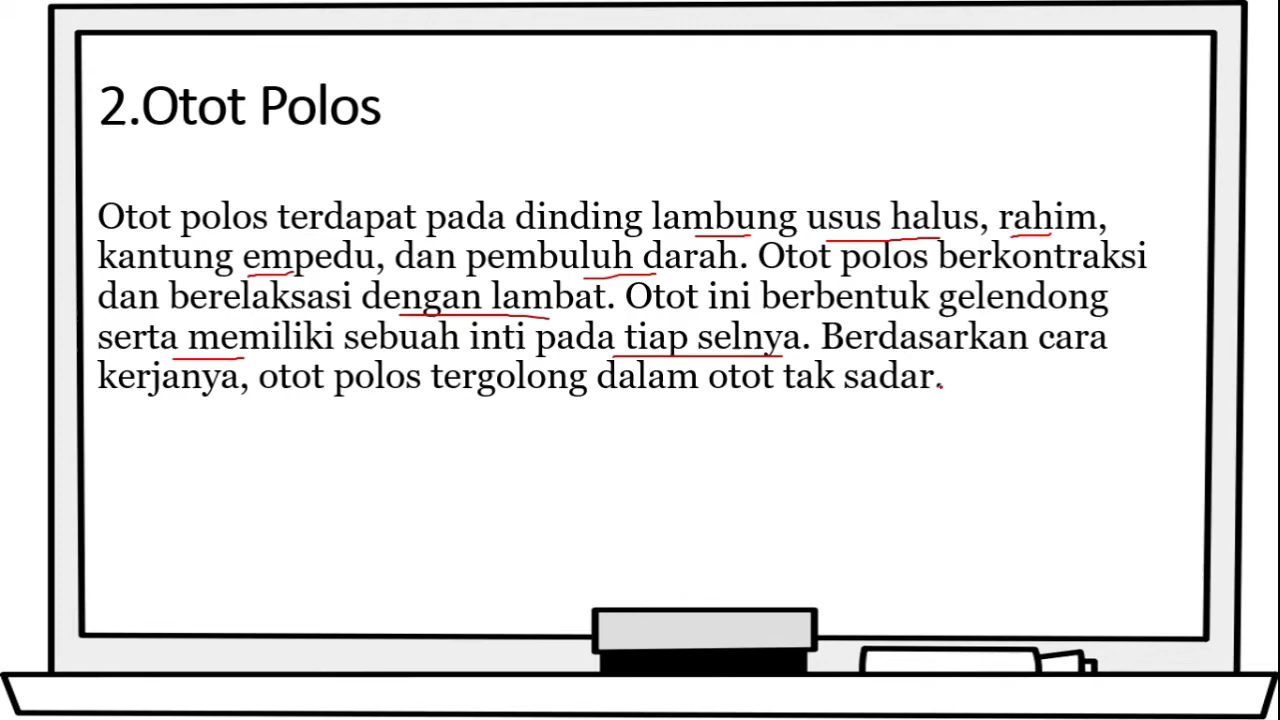 2.Otot Polos
Otot polos terdapat pada dinding lambung usus halus, rahim,
kantung empedu, dan pembuluh darah. Otot polos berkontraksi
dan berelaksasi dengan lambat. Otot ini berbentuk gelendong
serta memiliki sebuah inti pada tiap selnya. Berdasarkan cara
kerjanya, otot polos tergolong dalam otot tak sadar.